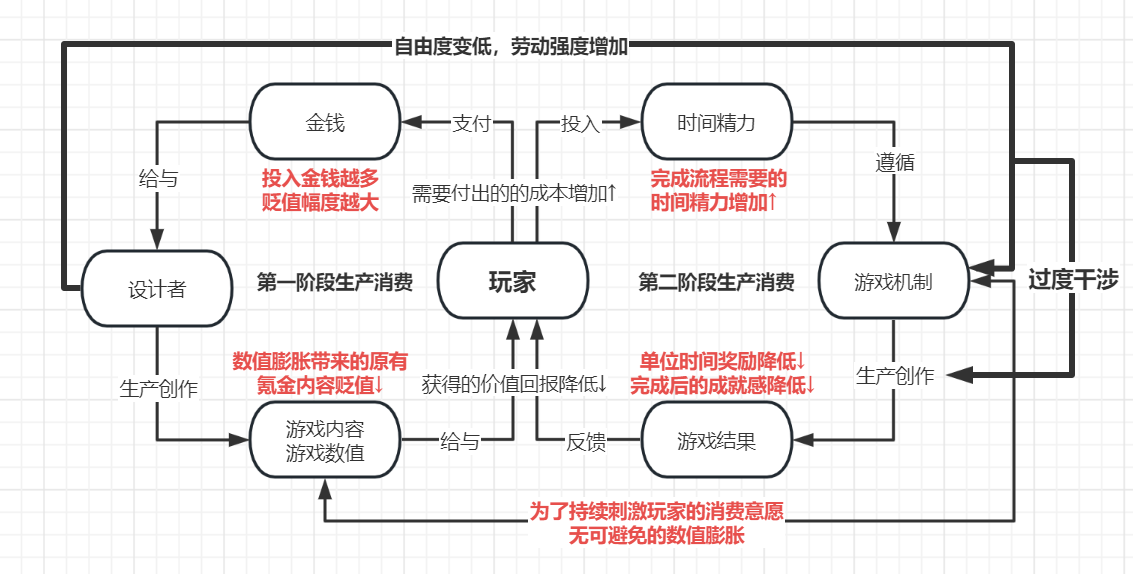 自由度变低，劳动强度增加
金钱
支付
投入
时间精力
给与
投入金钱越多
贬值幅度越大
需要付出的的成本增加↑
完成流程需要的
时间精力增加↑
遵循
设计者
第一阶段生产消费
玩家
第二阶段生产消费
游戏机制
过度干涉
生产创作
数值膨胀带来的原有
氪金内容贬值↓
获得的价值回报降低↓
单位时间奖励降低↓
完成后的成就感降低↓
生产创作
游戏内容
游戏数值
给与
反馈
游戏结果
为了持续刺激玩家的消费意愿
无可避免的数值膨胀